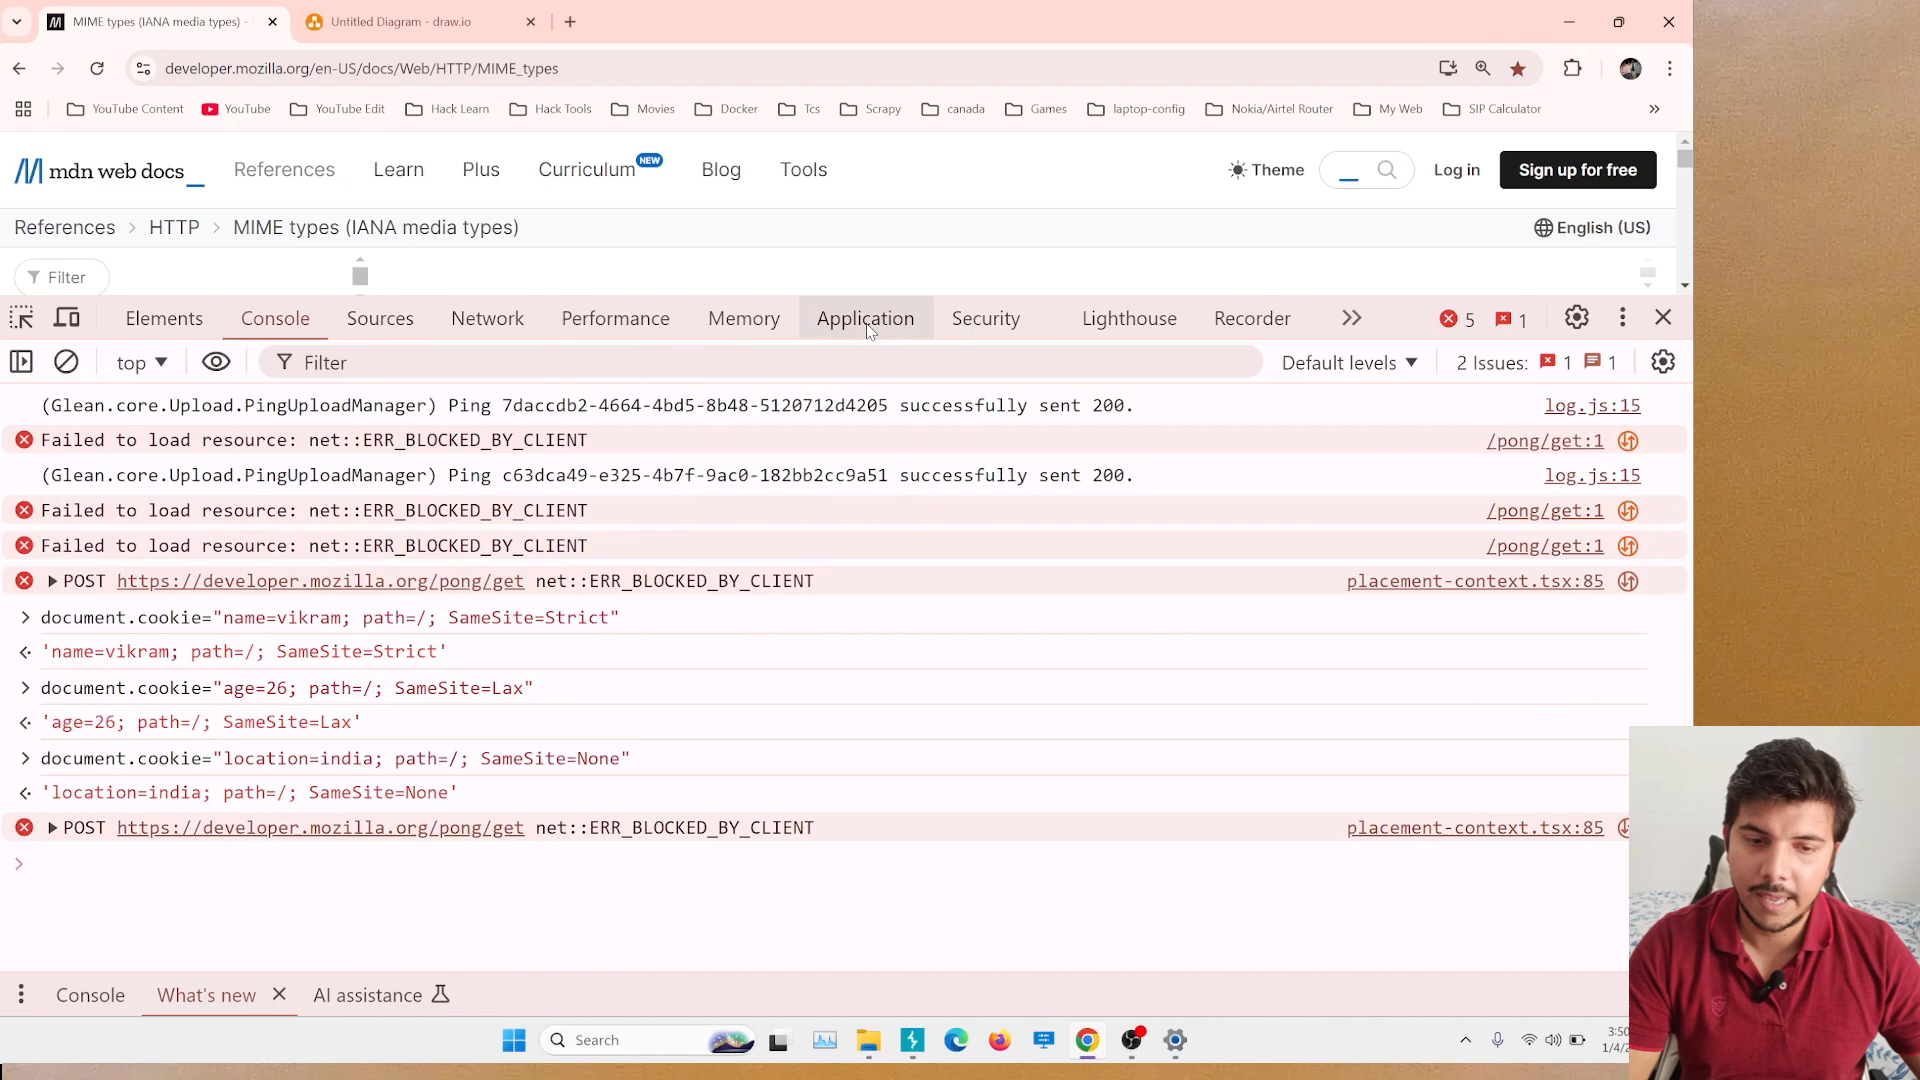 MIME types (IANA media types) -
Untitled Diagram - draw.io
developer.mozilla.org/en-US/docs/Web/HTTP/MIME_types
YouTube Content YouTube YouTube Edit Hack Learn Hack Tools Movies Docker Tcs Scrapy canada Games laptop-config Nokia/Airtel Router My Web SIP Calculator »
mdn web docs_ References Learn Plus Curriculum NEW Blog Tools Theme Log in Sign up for free
References > HTTP > MIME types (IANA media types) English (US)
Filter
Elements Console Sources Network Performance Memory Application Security Lighthouse Recorder » 5 1
top ▼ Filter Default levels ▼ 2 Issues: 1 1
(Glean.core.Upload.PingUploadManager) Ping 7daccdb2-4664-4bd5-8b48-5120712d4205 successfully sent 200. log.js:15
Failed to load resource: net::ERR_BLOCKED_BY_CLIENT /pong/get:1
(Glean.core.Upload.PingUploadManager) Ping c63dca49-e325-4b7f-9ac0-182bb2cc9a51 successfully sent 200. log.js:15
Failed to load resource: net::ERR_BLOCKED_BY_CLIENT /pong/get:1
Failed to load resource: net::ERR_BLOCKED_BY_CLIENT /pong/get:1
POST https://developer.mozilla.org/pong/get net::ERR_BLOCKED_BY_CLIENT placement-context.tsx:85
> document.cookie="name=vikram; path=/; SameSite=Strict"
'name=vikram; path=/; SameSite=Strict'
> document.cookie="age=26; path=/; SameSite=Lax"
'age=26; path=/; SameSite=Lax'
> document.cookie="location=india; path=/; SameSite=None"
'location=india; path=/; SameSite=None'
POST https://developer.mozilla.org/pong/get net::ERR_BLOCKED_BY_CLIENT placement-context.tsx:85
>
Console What's new AI assistance
Search
3:50
1/4/2